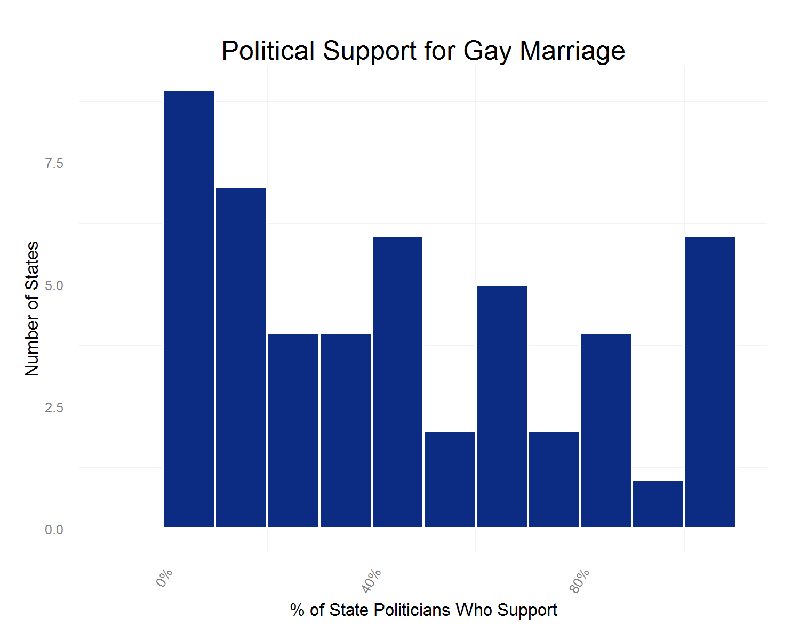 Political Support for Gay Marriage
Number of States
7.5
5.0
2.5
0.0
0%
40%
80%
% of State Politicians Who Support